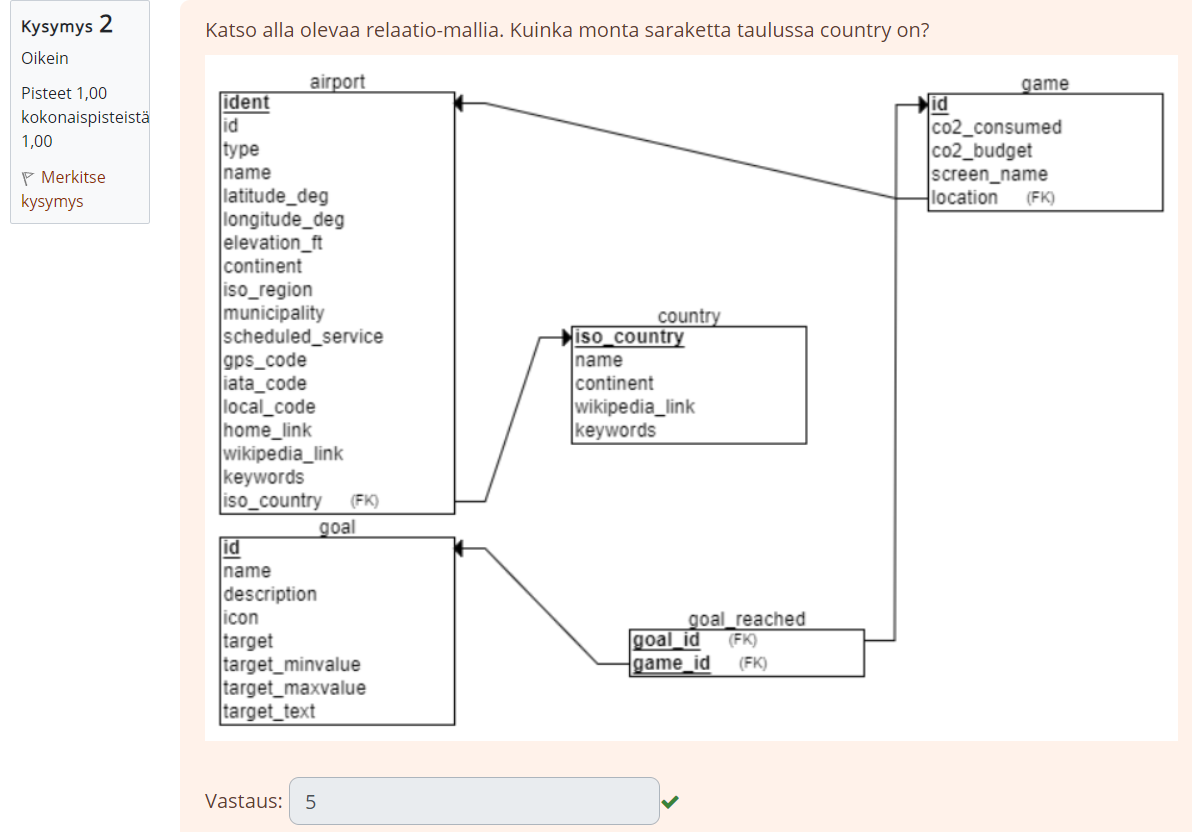 Kysymys 2
Oikein
Pisteet 1,00
kokonaispisteistä
1,00
Merkitse
kysymys
Katso alla olevaa relaatio-mallia. Kuinka monta saraketta taulussa country on?
airport
ident
id
type
name
latitude_deg
longitude_deg
elevation_ft
continent
iso_region
municipality
scheduled_service
gps_code
iata_code
local_code
home_link
wikipedia_link
keywords
iso_country (FK)
game
id
co2_consumed
co2_budget
screen_name
location (FK)
country
iso_country
name
continent
wikipedia_link
keywords
goal
id
name
description
icon
target
target_minvalue
target_maxvalue
target_text
goal_reached
goal_id (FK)
game_id (FK)
Vastaus: 5